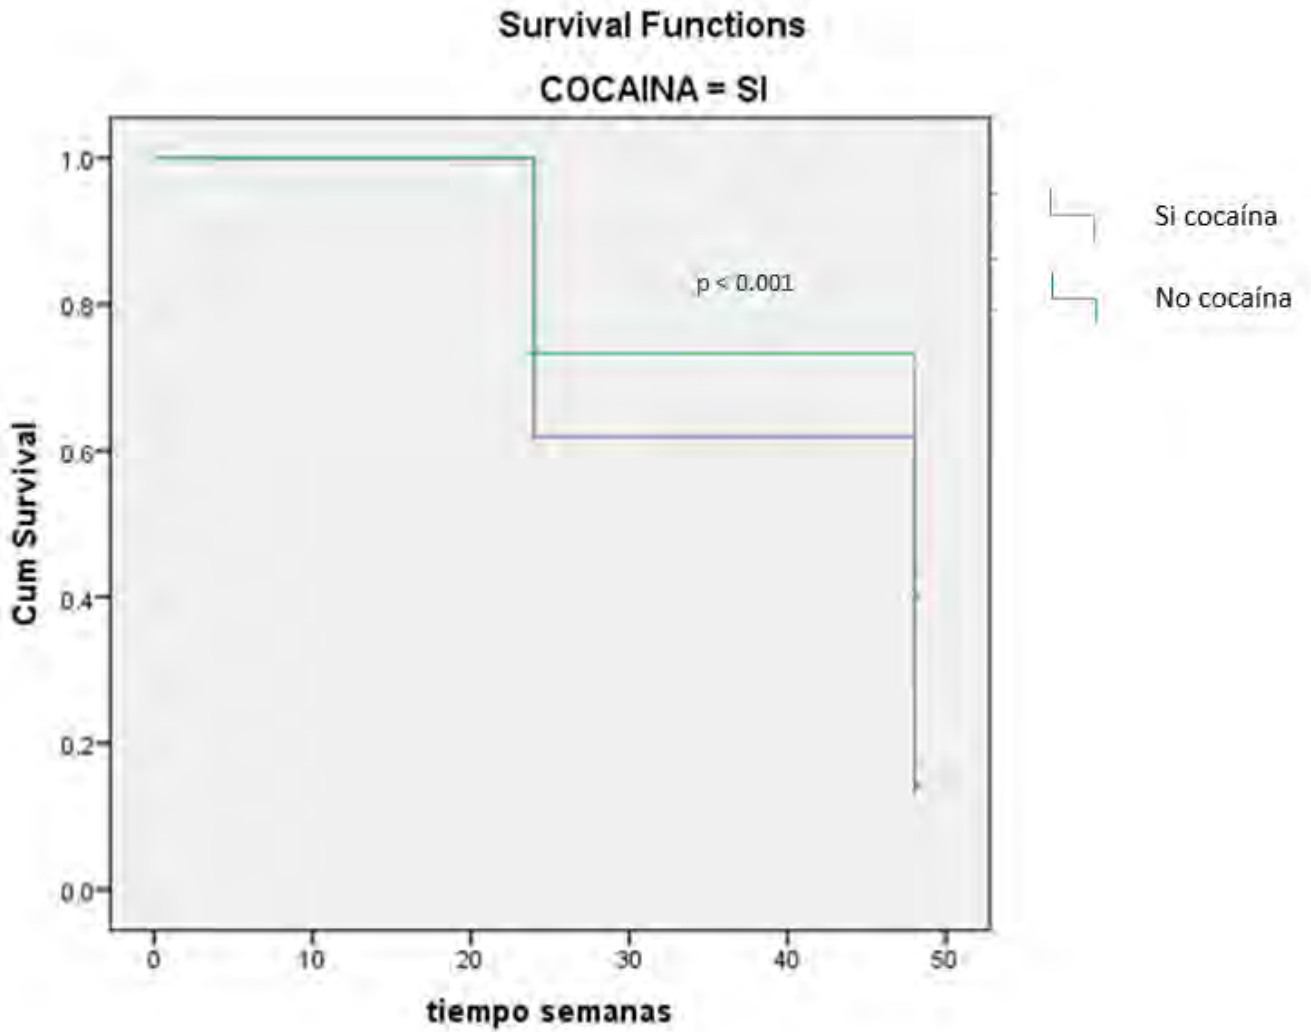 Survival Functions
COCAINA = SI
1.0
0.8
0.6
0.4
0.2
0.0
Cum Survival
p < 0.001
Si cocaína
No cocaína
0 10 20 30 40 50
tiempo semanas